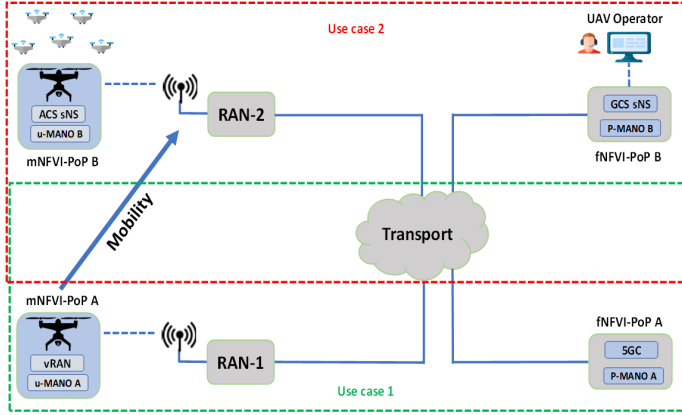 Use case 2
UAV Operator
ACS sNS
u-MANO B
mNFVI-PoP B
RAN-2
GCS sNS
P-MANO B
fNFVI-PoP B
Mobility
Transport
mNFVI-PoP A
vRAN
u-MANO A
RAN-1
fNFVI-PoP A
5GC
P-MANO A
Use case 1